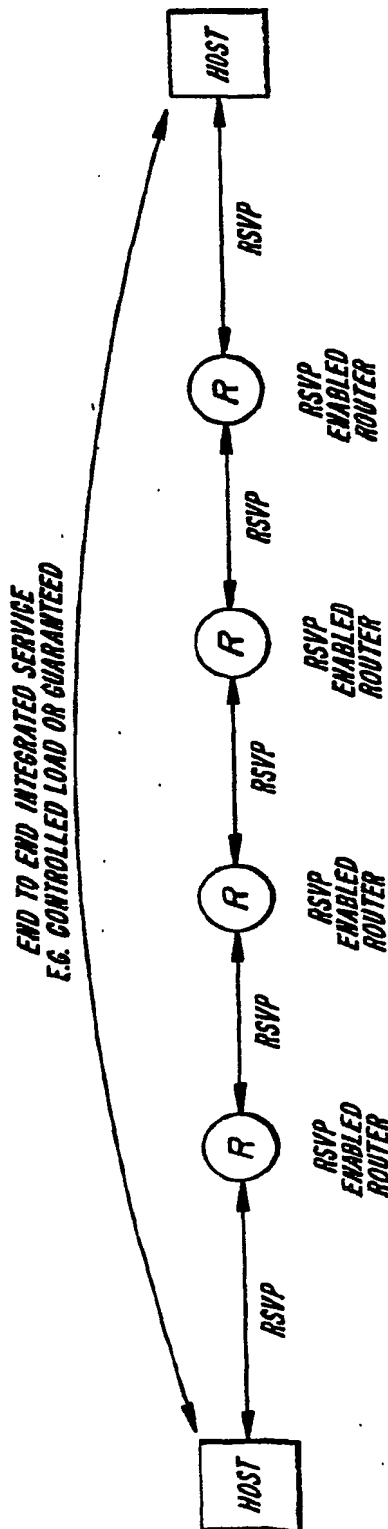 END TO END INTEGRATED SERVICE
E.G. CONTROLLED LOAD OR GUARANTEED
HOST
RSVP
R
RSVP
R
RSVP
R
RSVP
R
RSVP
HOST
RSVP
ENABLED
ROUTER
RSVP
ENABLED
ROUTER
RSVP
ENABLED
ROUTER
RSVP
ENABLED
ROUTER